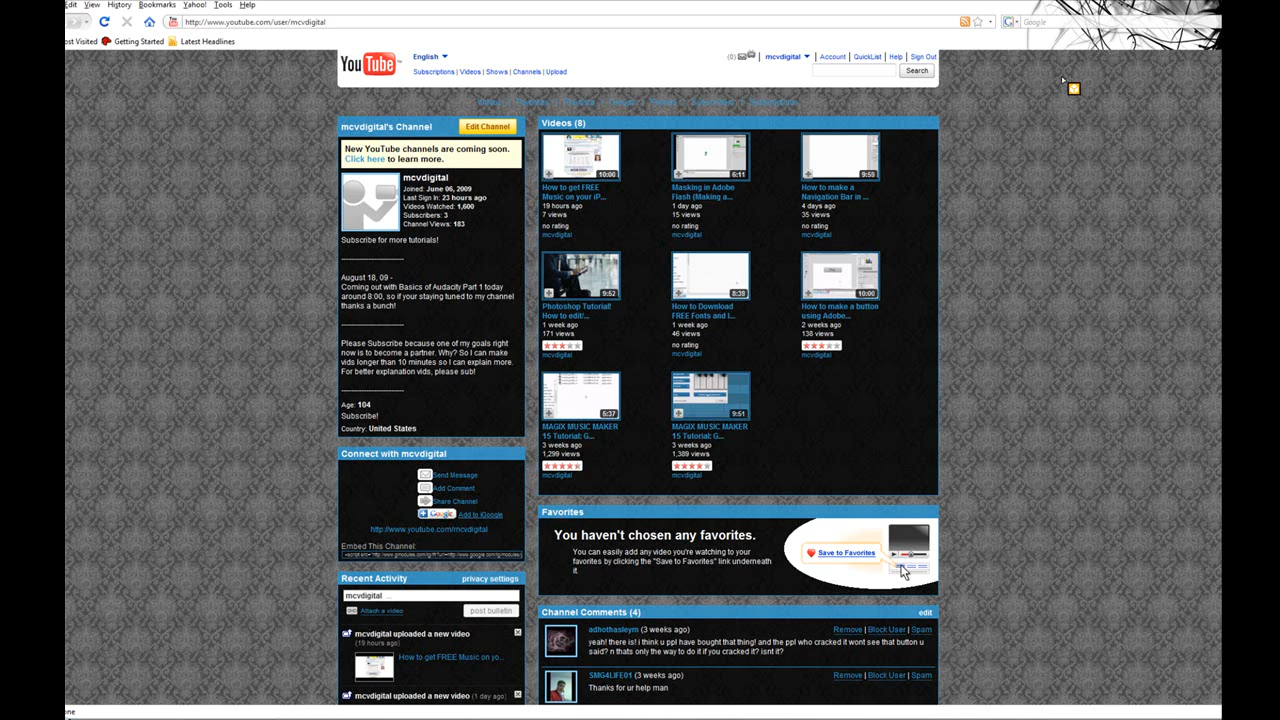 Edit View History Bookmarks Yahoo! Tools Help
http://www.youtube.com/user/mcvdigital
Google
ost Visited Getting Started Latest Headlines
YouTube
English
(0) mcvdigital Account QuickList Help Sign Out
Subscriptions Videos Shows Channels Upload
Search
mcvdigital's Channel Edit Channel
New YouTube channels are coming soon.
Click here to learn more.
mcvdigital
Joined: June 06, 2009
Last Sign In: 23 hours ago
Videos Watched: 1,600
Subscribers: 3
Channel Views: 183
Subscribe for more tutorials!
August 18, 09 -
Coming out with Basics of Audacity Part 1 today
around 8:00, so if your staying tuned to my channel
thanks a bunch!
Please Subscribe because one of my goals right
now is to become a partner. Why? So I can make
vids longer than 10 minutes so I can explain more.
For better explanation vids, please sub!
Age: 104
Subscribe!
Country: United States
Connect with mcvdigital
Send Message
Add Comment
Share Channel
Google Add to iGoogle
http://www.youtube.com/mcvdigital
Embed This Channel:
Recent Activity privacy settings
mcvdigital ...
Attach a video post bulletin
mcvdigital uploaded a new video
(19 hours ago)
How to get FREE Music on yo...
mcvdigital uploaded a new video (1 day ago)
Videos (8)
10:00 6:11 9:59
How to get FREE
Music on your iP...
19 hours ago
7 views
no rating
mcvdigital
Masking in Adobe
Flash (Making a...
1 day ago
15 views
no rating
mcvdigital
How to make a
Navigation Bar in ...
4 days ago
35 views
no rating
mcvdigital
9:52 8:38 10:00
Photoshop Tutorial!
How to edit/...
1 week ago
171 views
mcvdigital
How to Download
FREE Fonts and I...
1 week ago
46 views
no rating
mcvdigital
How to make a button
using Adobe...
2 weeks ago
138 views
mcvdigital
5:37 9:51
MAGIX MUSIC MAKER
15 Tutorial: G...
3 weeks ago
1,299 views
mcvdigital
MAGIX MUSIC MAKER
15 Tutorial: G...
3 weeks ago
1,389 views
mcvdigital
Favorites
You haven't chosen any favorites.
You can easily add any video you're watching to your
favorites by clicking the "Save to Favorites" link underneath
it.
Save to Favorites
Channel Comments (4) edit
adhothasleym (3 weeks ago) Remove | Block User | Spam
yeah! there is! i think u ppl have bought that thing! and the ppl who cracked it wont see that button u
said? n thats only the way to do it if you cracked it? isnt it?
SMG4LIFE01 (3 weeks ago) Remove | Block User | Spam
Thanks for ur help man